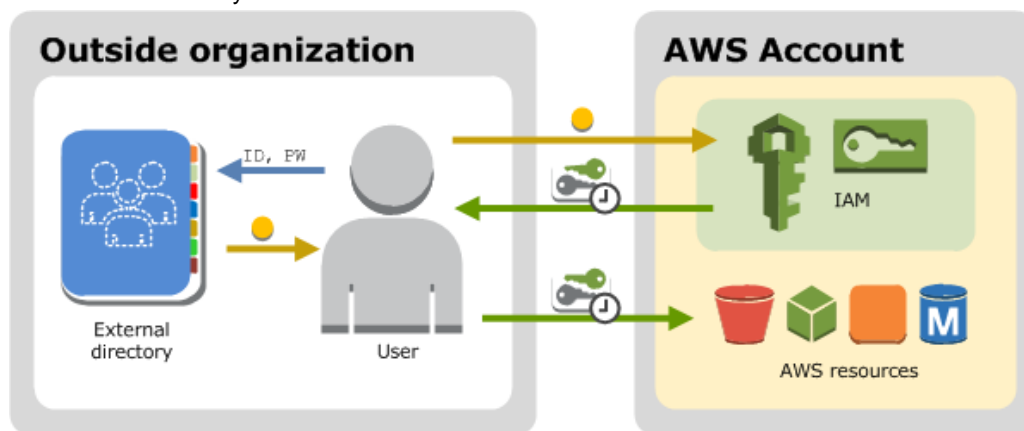 Outside organization
AWS Account
ID, PW
IAM
External
directory
User
M
AWS resources